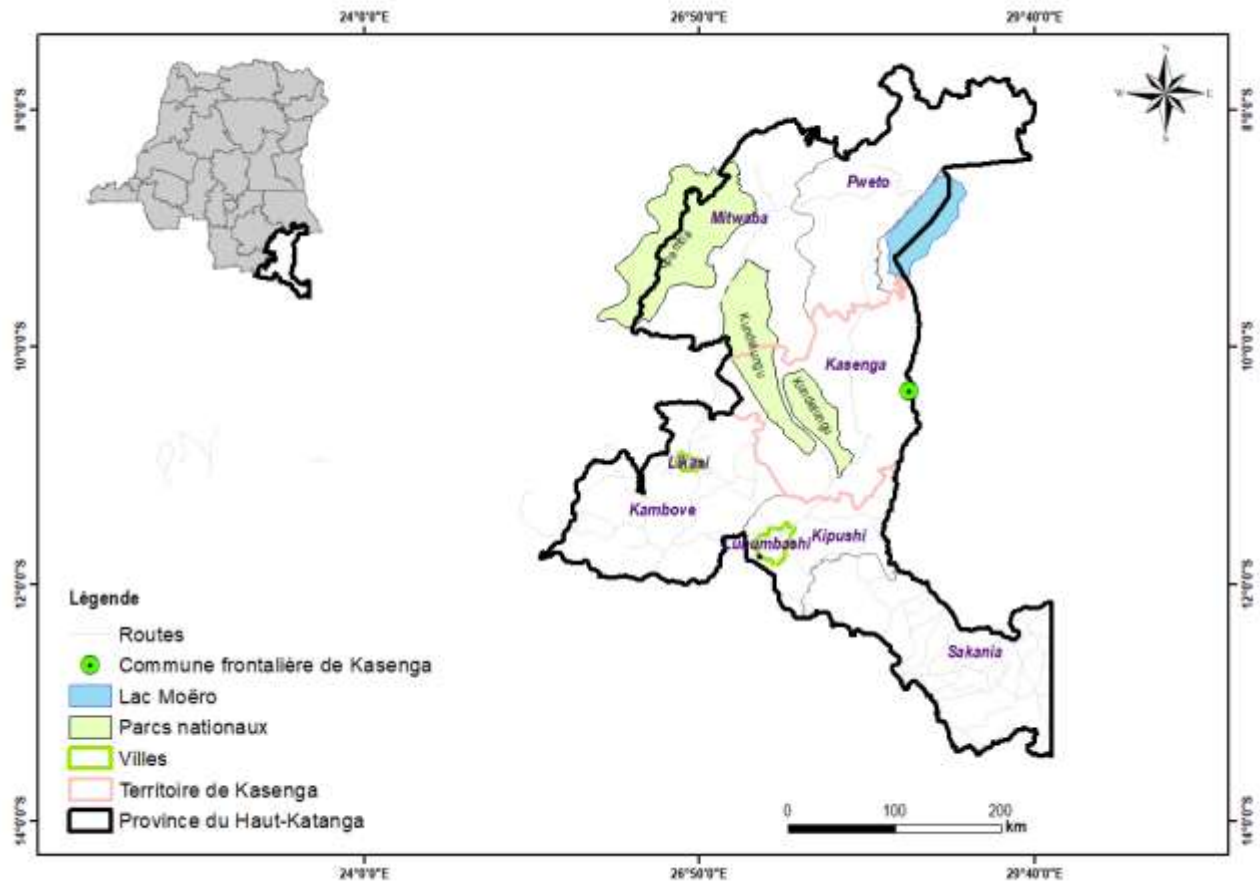 24°0'0"E 26°50'0"E 29°40'0"E
N
W E
S
8°0'0"S 8°0'0"S
Pweto
Mitwaba
Kundelungu
10°0'0"S 10°0'0"S
Kasenga
Kundelungu
Likasi
Kambove
Kipushi
Lubumbashi
12°0'0"S 12°0'0"S
Sakania
Légende
Routes
Commune frontalière de Kasenga
Lac Moëro
Parcs nationaux
Villes
Territoire de Kasenga
Province du Haut-Katanga
0 100 200
km
14°0'0"S 14°0'0"S
24°0'0"E 26°50'0"E 29°40'0"E